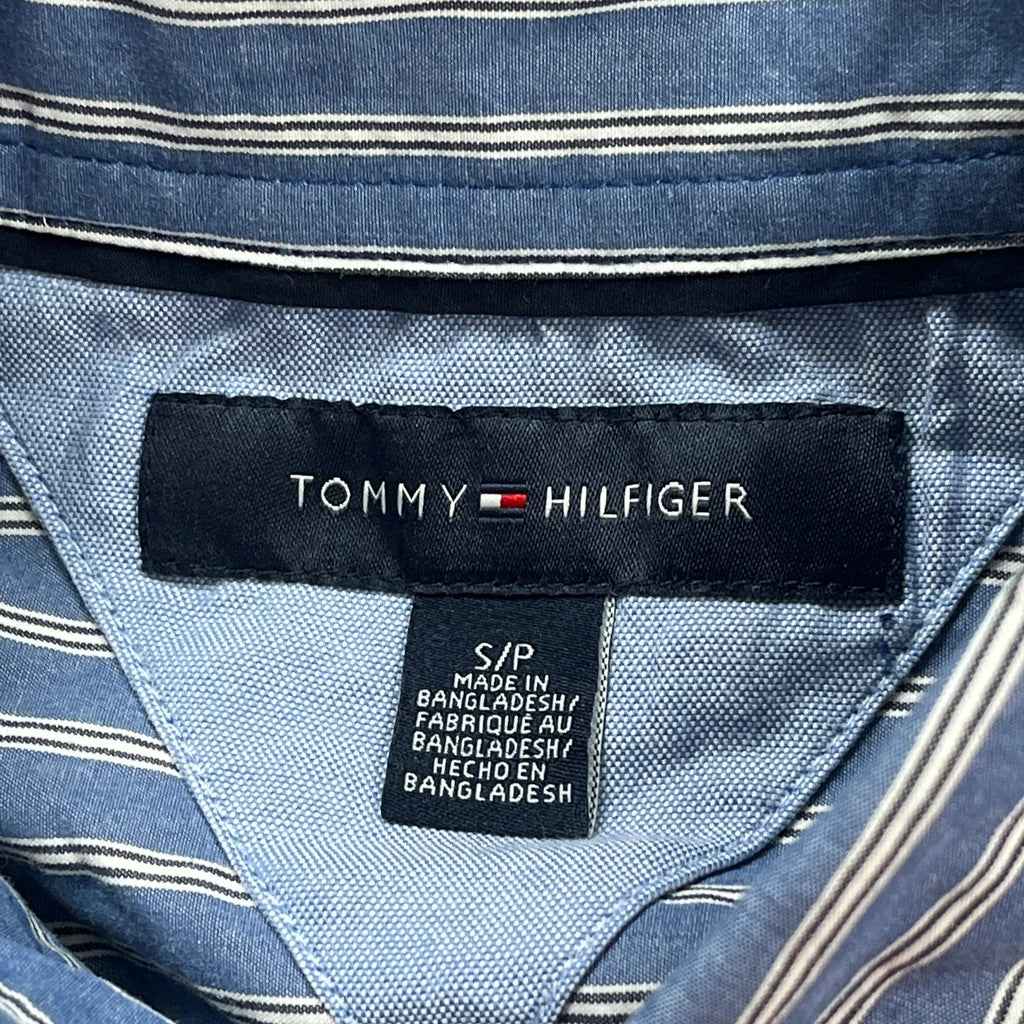 TOMMY HILFIGER
S/P
MADE IN
BANGLADESH/
FABRIQUÉ AU
BANGLADESH/
HECHO EN
BANGLADESH